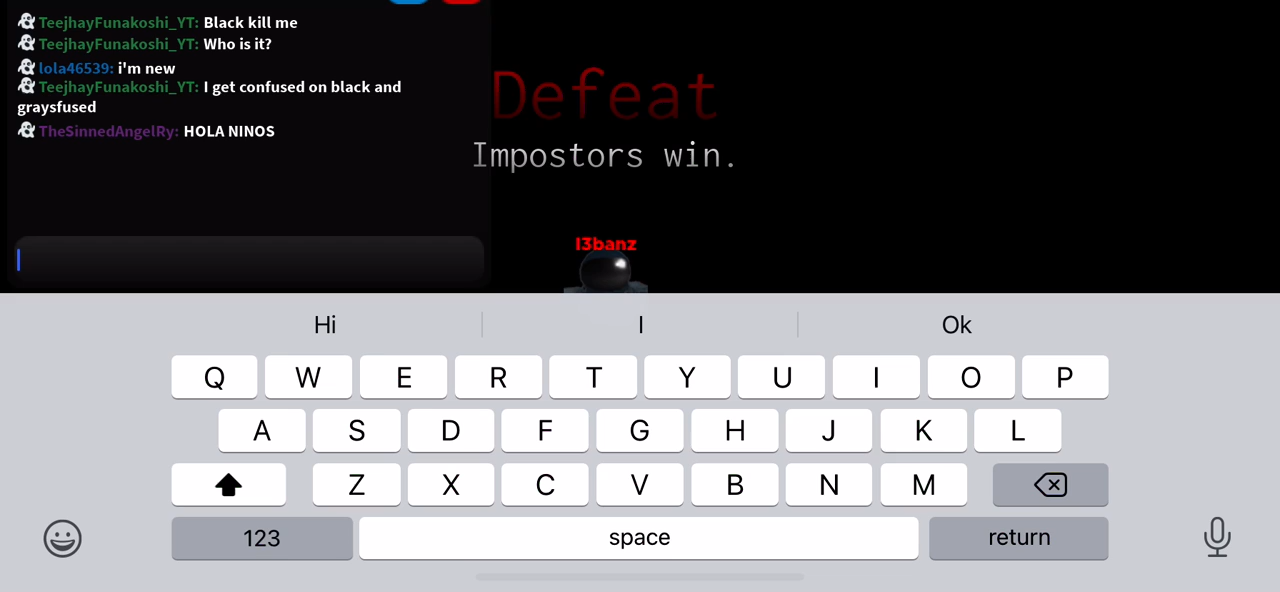 TeejhayFunakoshi_YT: Black kill me
TeejhayFunakoshi_YT: Who is it?
lola46539: i'm new
TeejhayFunakoshi_YT: I get confused on black and
graysfused
TheSinnedAngelRy: HOLA NINOS
Defeat
Impostors win.
l3banz
Hi I Ok
Q W E R T Y U I O P
A S D F G H J K L
Z X C V B N M
123 space return